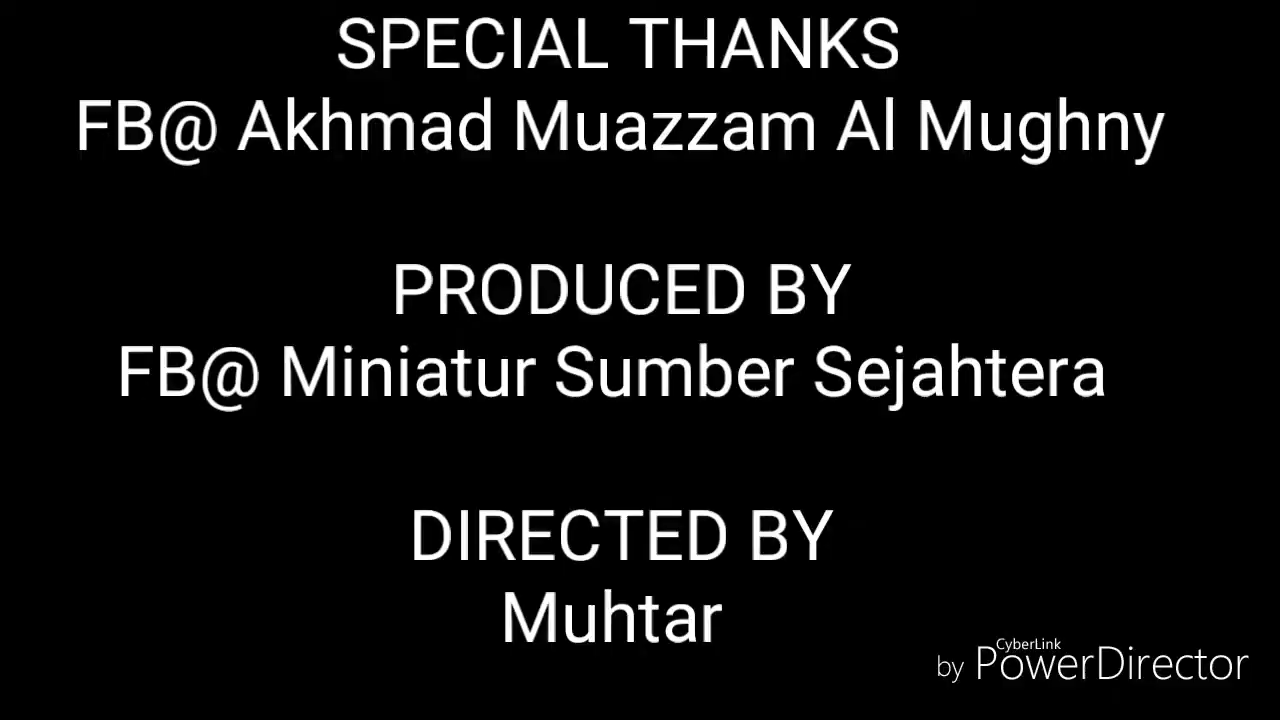 SPECIAL THANKS
FB@ Akhmad Muazzam Al Mughny
PRODUCED BY
FB@ Miniatur Sumber Sejahtera
DIRECTED BY
Muhtar
CyberLink
by PowerDirector